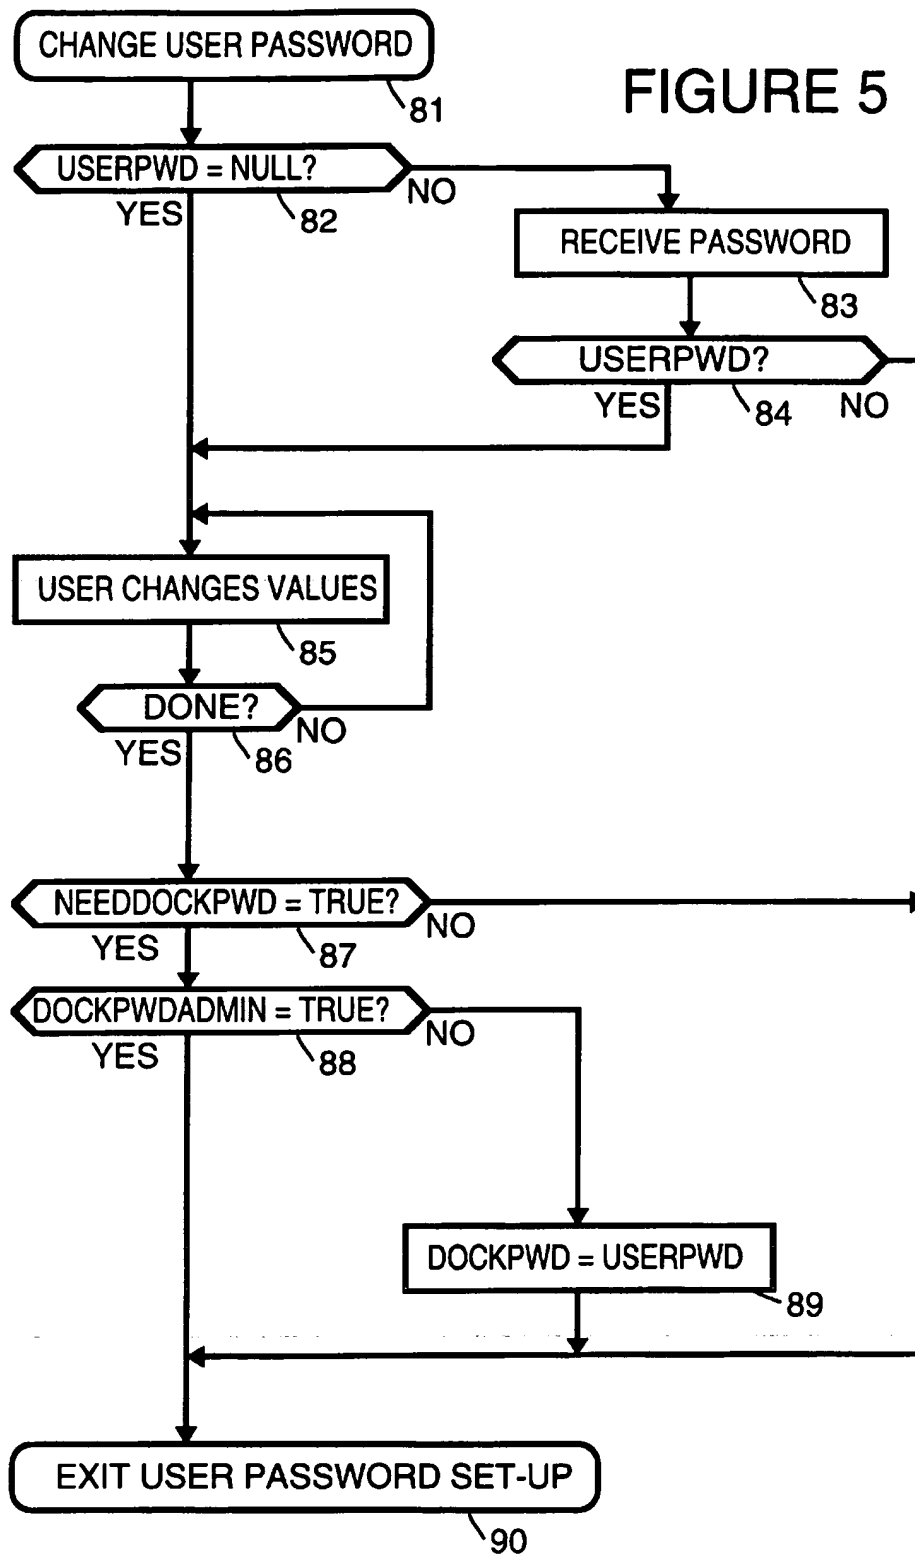 CHANGE USER PASSWORD
81
FIGURE 5
USERPWD = NULL?
NO
YES
82
RECEIVE PASSWORD
83
USERPWD?
YES
84
NO
USER CHANGES VALUES
85
DONE?
NO
YES
86
NEEDDOCKPWD = TRUE?
NO
YES
87
DOCKPWDADMIN = TRUE?
NO
YES
88
DOCKPWD = USERPWD
89
EXIT USER PASSWORD SET-UP
90